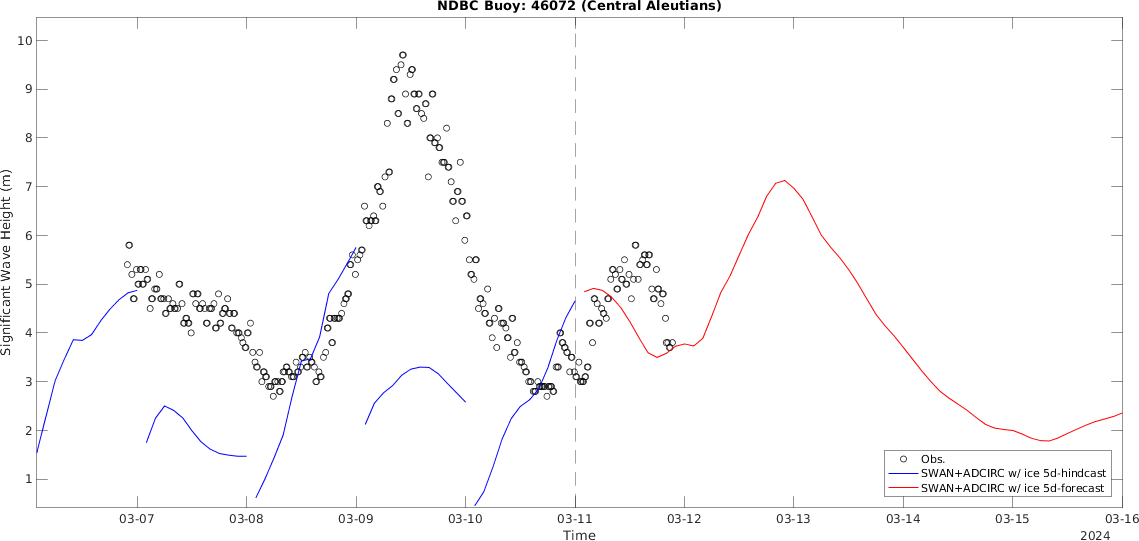 NDBC Buoy: 46072 (Central Aleutians)
Significant Wave Height (m)
10
9
8
7
6
5
4
3
2
1
Obs.
SWAN+ADCIRC w/ ice 5d-hindcast
SWAN+ADCIRC w/ ice 5d-forecast
03-07 03-08 03-09 03-10 03-11 03-12 03-13 03-14 03-15 03-16
Time
2024